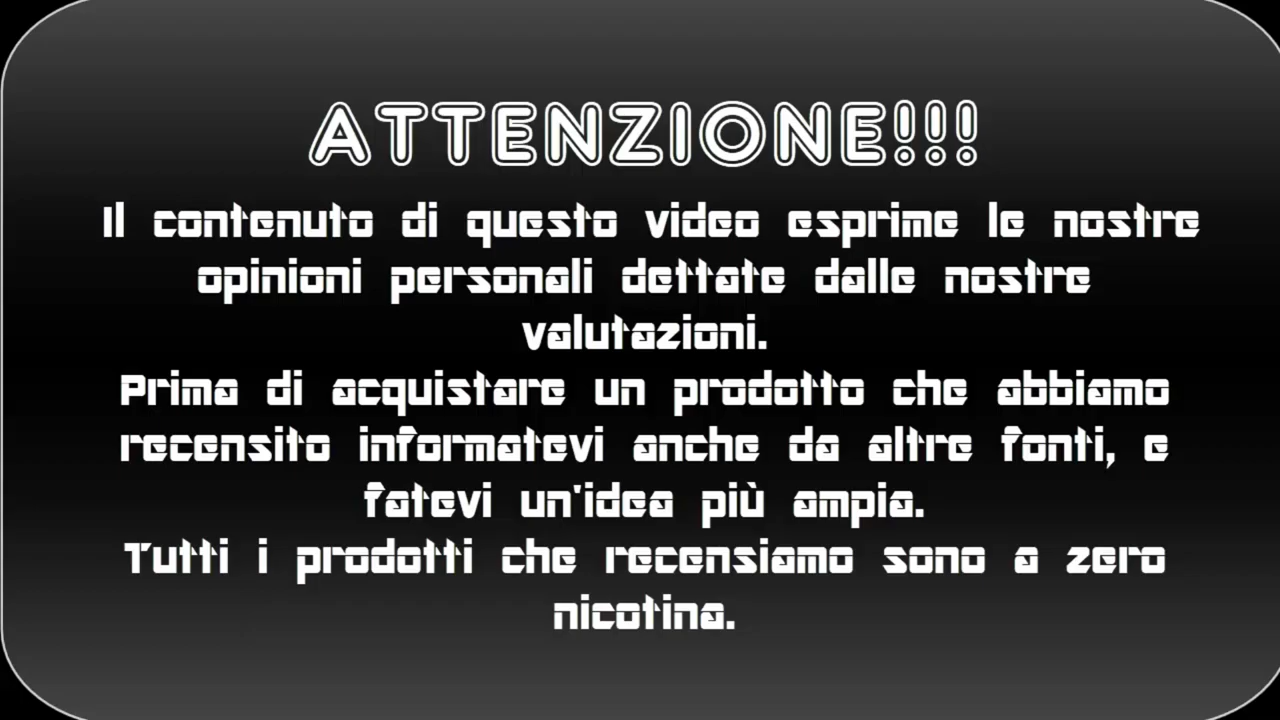 ATTENZIONE!!!
Il contenuto di questo video esprime le nostre
opinioni personali dettate dalle nostre
valutazioni.
Prima di acquistare un prodotto che abbiamo
recensito informatevi anche da altre fonti, e
fatevi un'idea più ampia.
Tutti i prodotti che recensiamo sono a zero
nicotina.